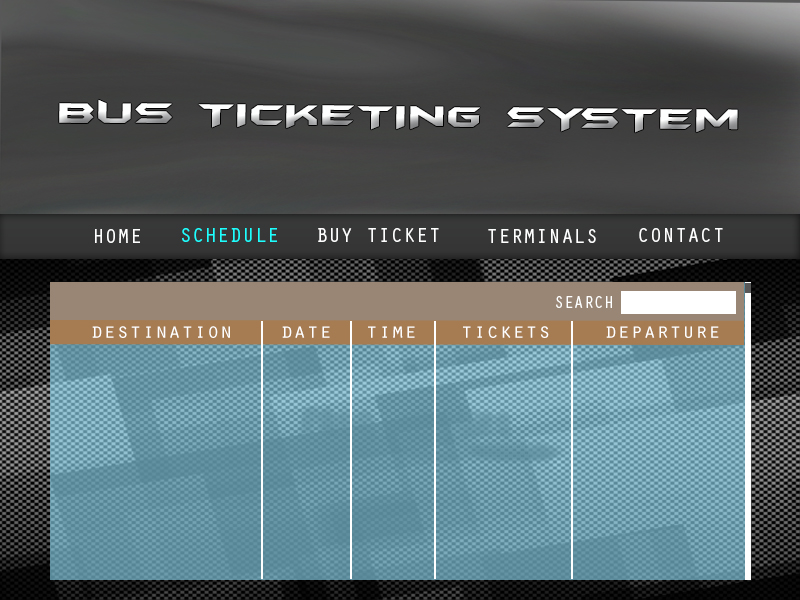 BUS TICKETING SYSTEM
HOME SCHEDULE BUY TICKET TERMINALS CONTACT
SEARCH
DESTINATION DATE TIME TICKETS DEPARTURE